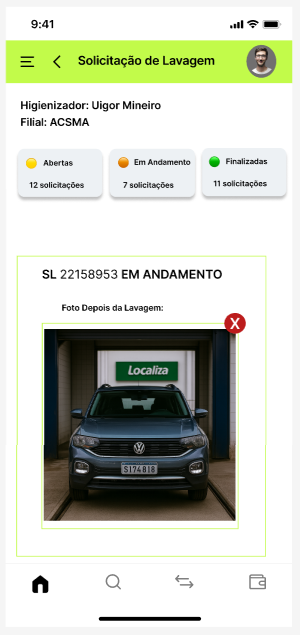 9:41
Solicitação de Lavagem
Higienizador: Uigor Mineiro
Filial: ACSMA
Abertas
12 solicitações
Em Andamento
7 solicitações
Finalizadas
11 solicitações
SL 22158953 EM ANDAMENTO
Foto Depois da Lavagem:
X
Localiza
S174B18